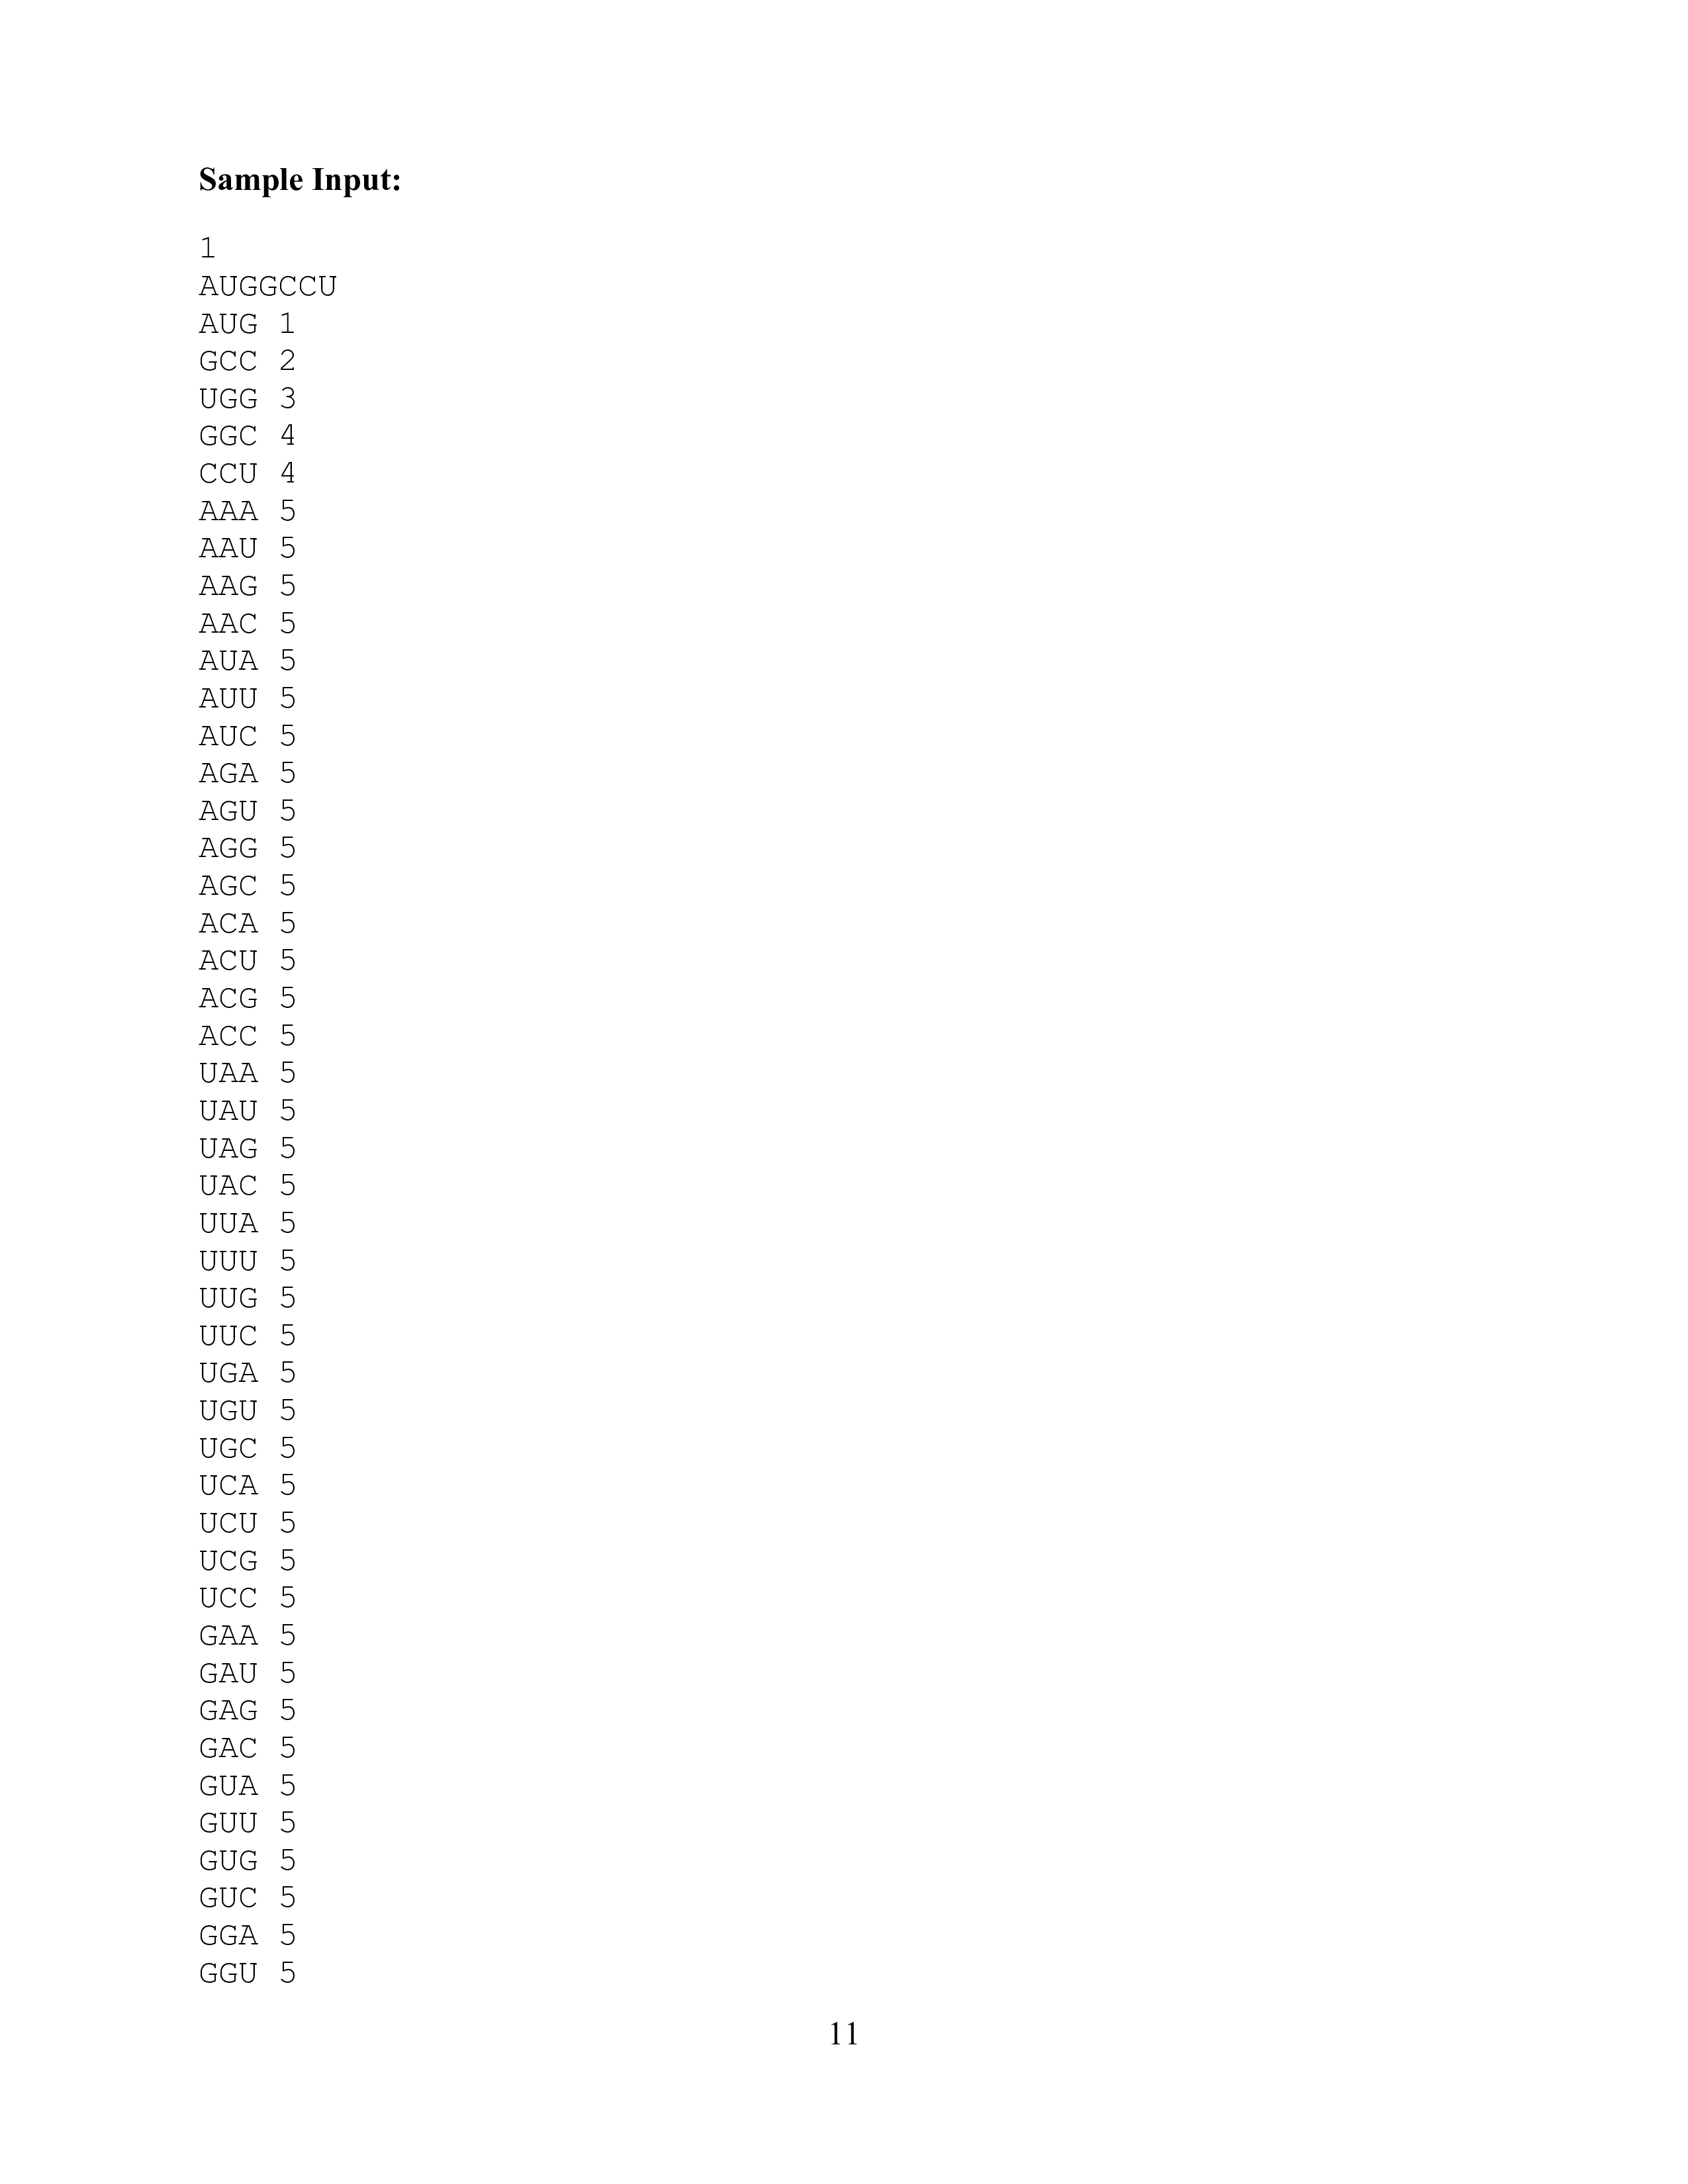 Sample Input:
1
AUGGCCU
AUG 1
GCC 2
UGG 3
GGC 4
CCU 4
AAA 5
AAU 5
AAG 5
AAC 5
AUA 5
AUU 5
AUC 5
AGA 5
AGU 5
AGG 5
AGC 5
ACA 5
ACU 5
ACG 5
ACC 5
UAA 5
UAU 5
UAG 5
UAC 5
UUA 5
UUU 5
UUG 5
UUC 5
UGA 5
UGU 5
UGC 5
UCA 5
UCU 5
UCG 5
UCC 5
GAA 5
GAU 5
GAG 5
GAC 5
GUA 5
GUU 5
GUG 5
GUC 5
GGA 5
GGU 5
11